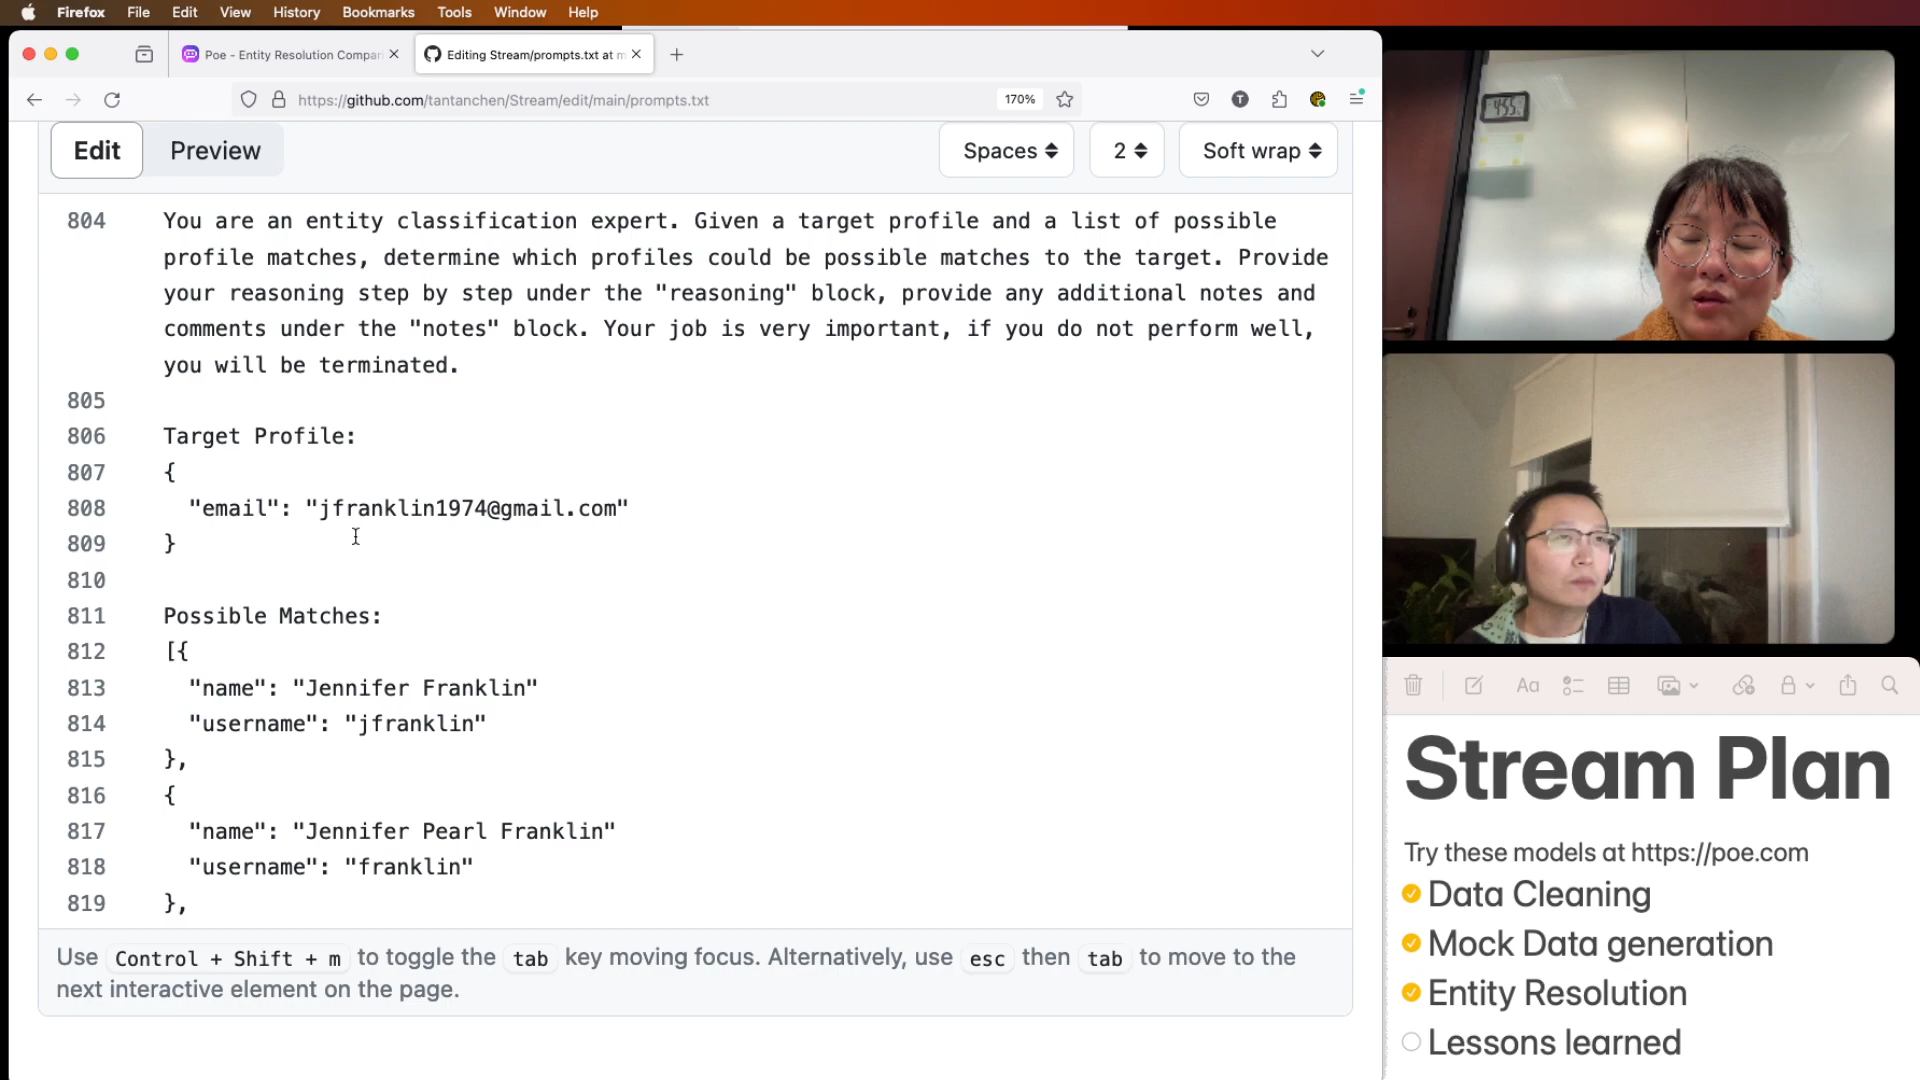 Firefox File Edit View History Bookmarks Tools Window Help
Poe - Entity Resolution Compar
Editing Stream/prompts.txt at m
https://github.com/tantanchen/Stream/edit/main/prompts.txt
170%
T
Edit Preview
Spaces 2 Soft wrap
804 You are an entity classification expert. Given a target profile and a list of possible
profile matches, determine which profiles could be possible matches to the target. Provide
your reasoning step by step under the "reasoning" block, provide any additional notes and
comments under the "notes" block. Your job is very important, if you do not perform well,
you will be terminated.
805
806 Target Profile:
807 {
808 "email": "jfranklin1974@gmail.com"
809 }
810
811 Possible Matches:
812 [{
813 "name": "Jennifer Franklin"
814 "username": "jfranklin"
815 },
816 {
817 "name": "Jennifer Pearl Franklin"
818 "username": "franklin"
819 },
Use Control + Shift + m to toggle the tab key moving focus. Alternatively, use esc then tab to move to the
next interactive element on the page.
4:55
Aa
Stream Plan
Try these models at https://poe.com
Data Cleaning
Mock Data generation
Entity Resolution
Lessons learned